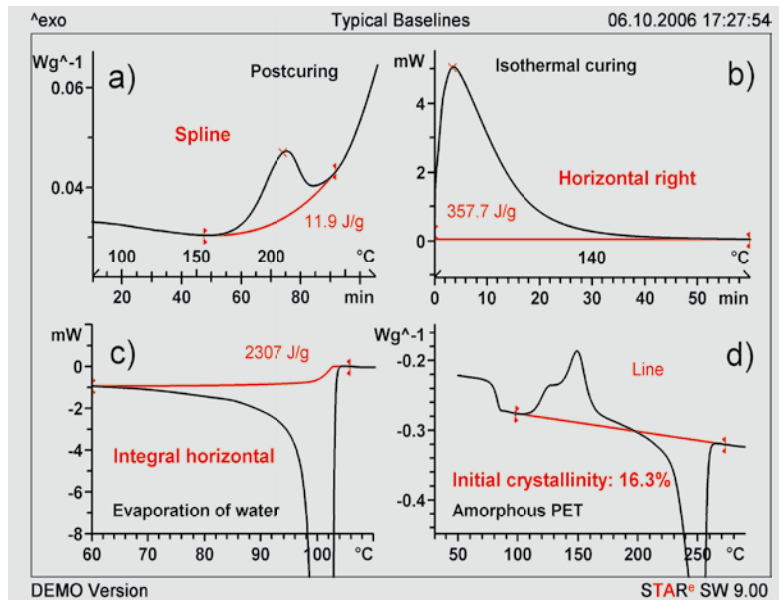 ^exo Typical Baselines 06.10.2006 17:27:54
Wg^-1 a) Postcuring
0.06
Spline
0.04
11.9 J/g
100 150 200 °C
20 40 60 80 min
mW Isothermal curing b)
4
2
Horizontal right
357.7 J/g
0
140 °C
0 10 20 30 40 50 min
mW c) 2307 J/g
0
-2
-4
Integral horizontal
-6
Evaporation of water
-8
60 70 80 90 100 °C
Wg^-1 d)
-0.2
Line
-0.3
Initial crystallinity: 16.3%
-0.4
Amorphous PET
50 100 150 200 250 °C
DEMO Version STARe SW 9.00